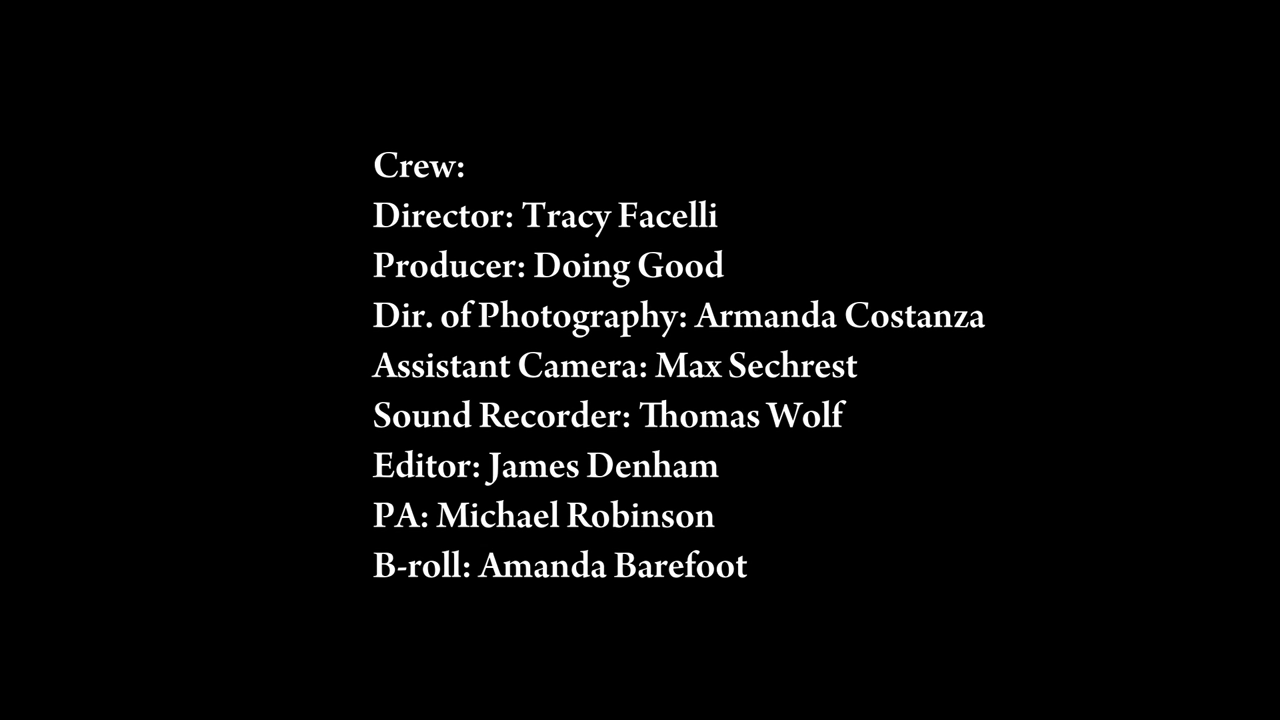 Crew:
Director: Tracy Facelli
Producer: Doing Good
Dir. of Photography: Armanda Costanza
Assistant Camera: Max Sechrest
Sound Recorder: Thomas Wolf
Editor: James Denham
PA: Michael Robinson
B-roll: Amanda Barefoot